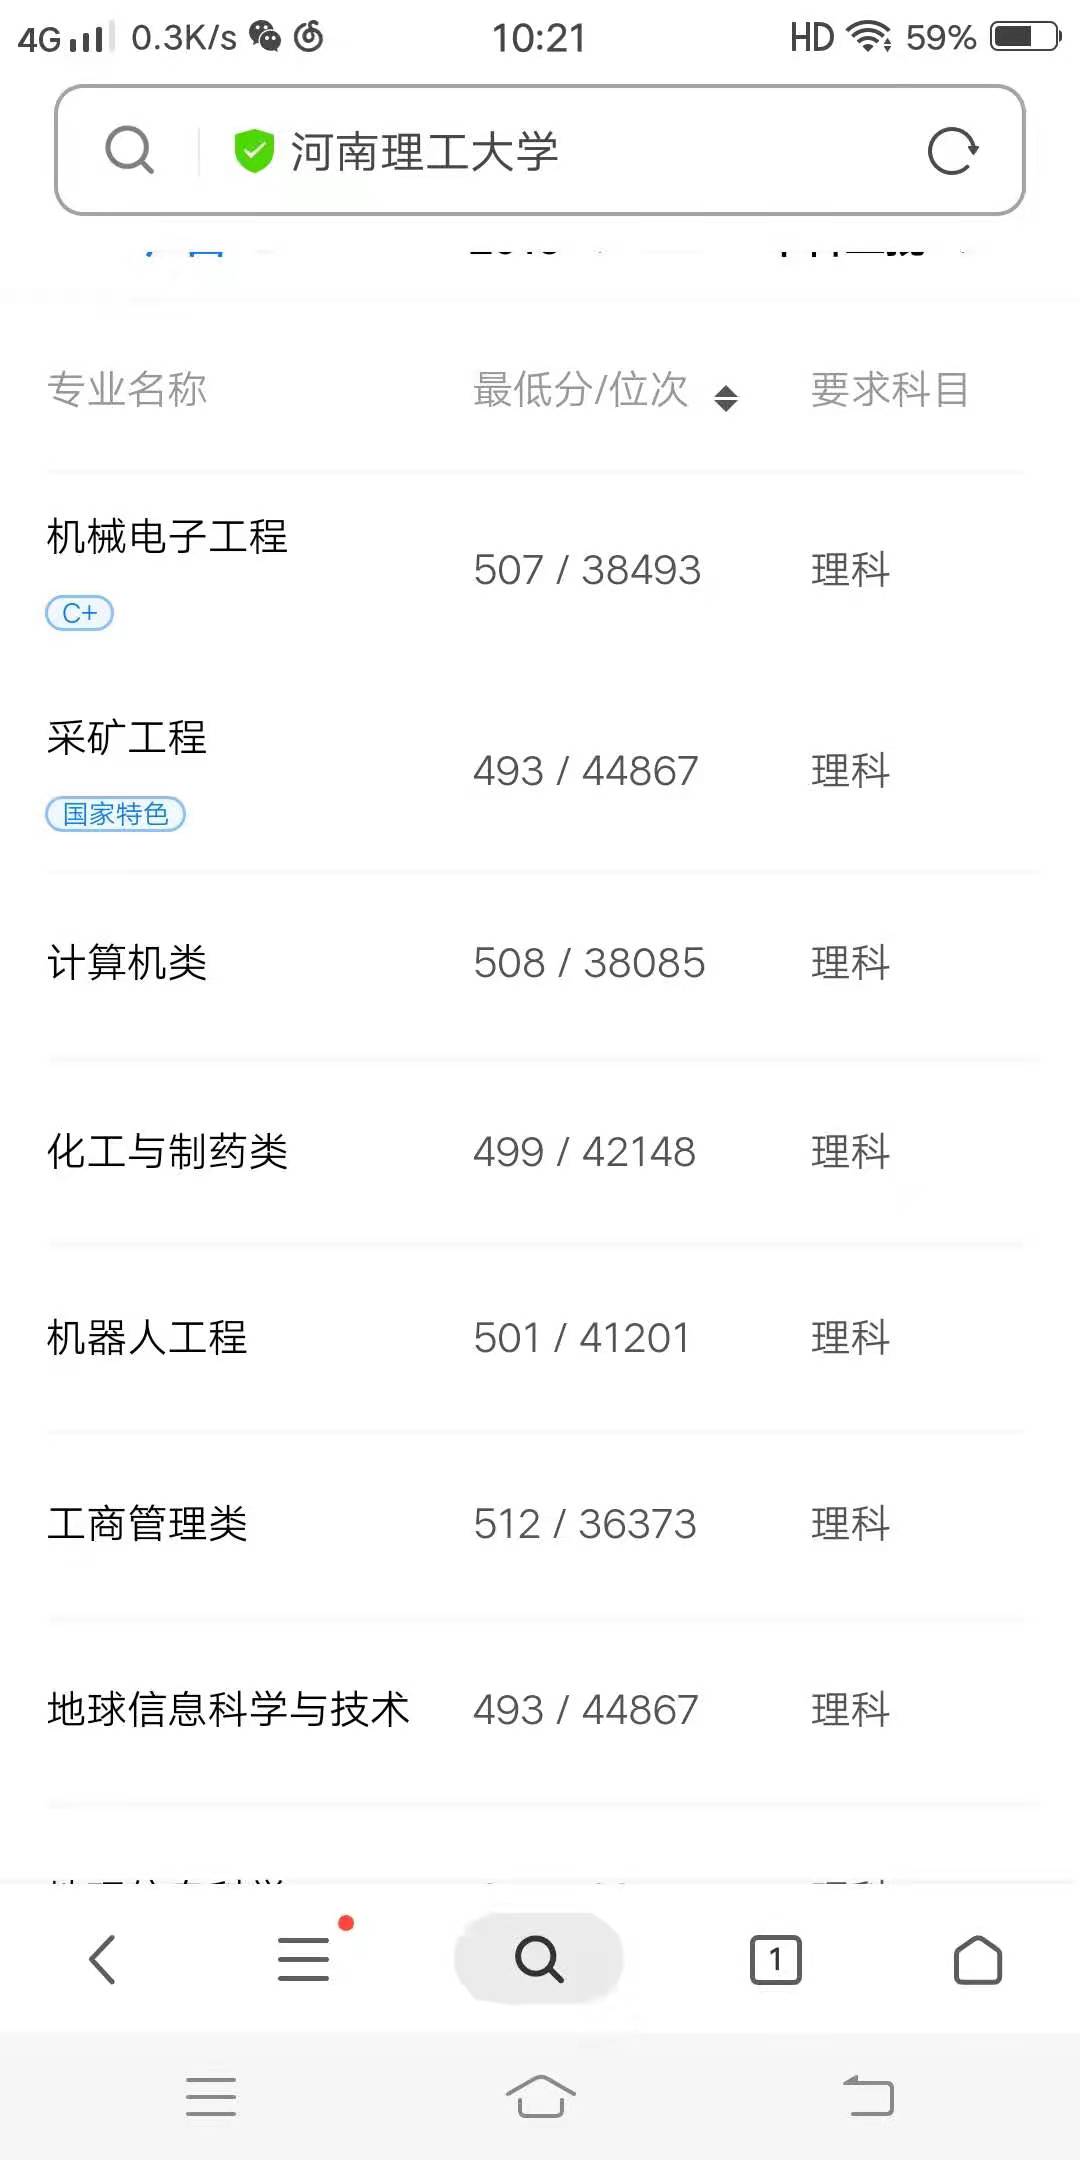 4G 0.3K/s 10:21 HD 59%
河南理工大学
专业名称 最低分/位次 要求科目
机械电子工程
507 / 38493 理科
C+
采矿工程
493 / 44867 理科
国家特色
计算机类 508 / 38085 理科
化工与制药类 499 / 42148 理科
机器人工程 501 / 41201 理科
工商管理类 512 / 36373 理科
地球信息科学与技术 493 / 44867 理科
1